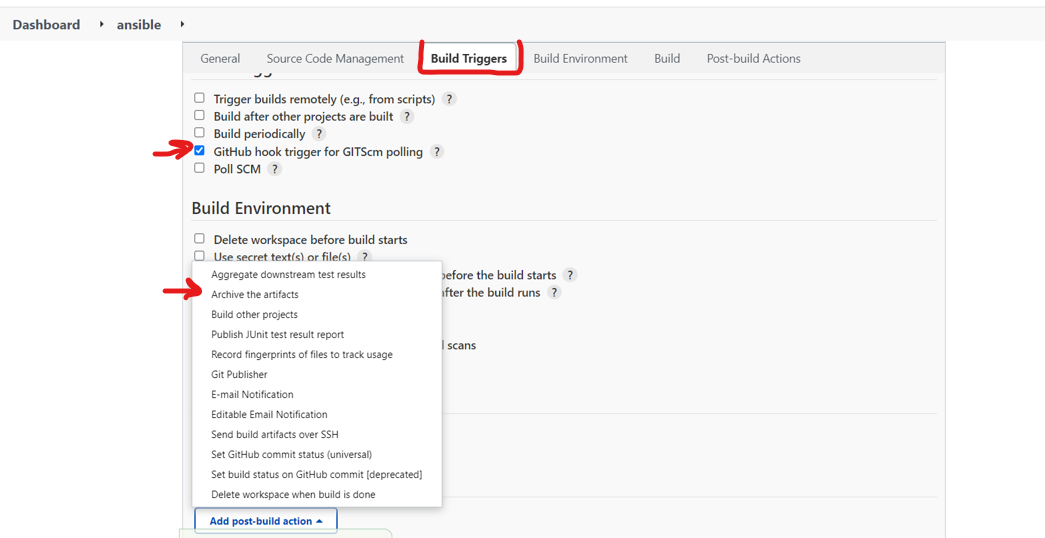 Dashboard ansible
General Source Code Management Build Triggers Build Environment Build Post-build Actions
Trigger builds remotely (e.g., from scripts) ?
Build after other projects are built ?
Build periodically ?
GitHub hook trigger for GITScm polling ?
Poll SCM ?
Build Environment
Delete workspace before build starts
Use secret text(s) or file(s) ?
Aggregate downstream test results
before the build starts ?
Archive the artifacts
after the build runs ?
Build other projects
Publish JUnit test result report
scans
Record fingerprints of files to track usage
Git Publisher
E-mail Notification
Editable Email Notification
Send build artifacts over SSH
Set GitHub commit status (universal)
Set build status on GitHub commit [deprecated]
Delete workspace when build is done
Add post-build action